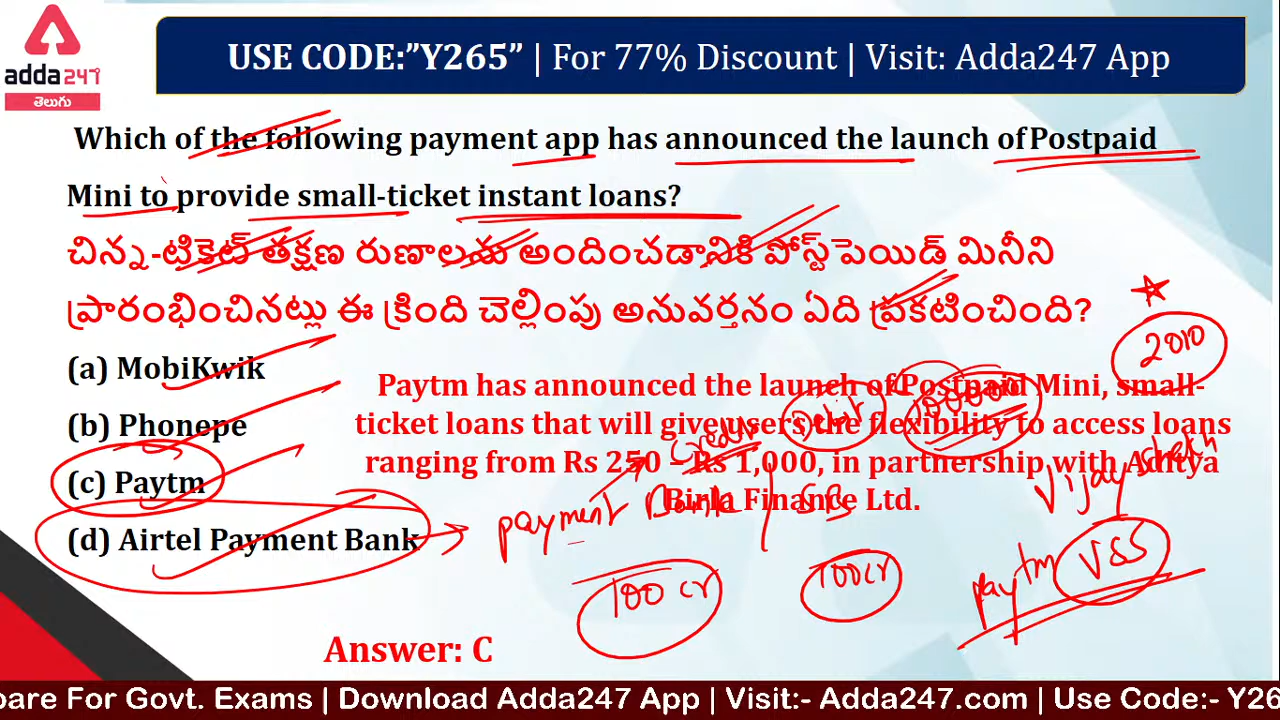 adda247
తెలుగు
USE CODE:”Y265” | For 77% Discount | Visit: Adda247 App
Which of the following payment app has announced the launch of Postpaid
Mini to provide small-ticket instant loans?
చిన్న-టికెట్ తక్షణ రుణాలను అందించడానికి పోస్ట్‌పెయిడ్ మినీని
ప్రారంభించినట్లు ఈ క్రింది చెల్లింపు అనువర్తనం ఏది ప్రకటించింది?
2010
(a) MobiKwik
(b) Phonepe
(c) Paytm
(d) Airtel Payment Bank
Paytm has announced the launch of Postpaid Mini, small-
ticket loans that will give users the flexibility to access loans
ranging from Rs 250 – Rs 1,000, in partnership with Aditya
Birla Finance Ltd.
Credit
payment Bank
100 cr
100cr
paytm VSS
Answer: C
pare For Govt. Exams | Download Adda247 App | Visit:- Adda247.com | Use Code:- Y26